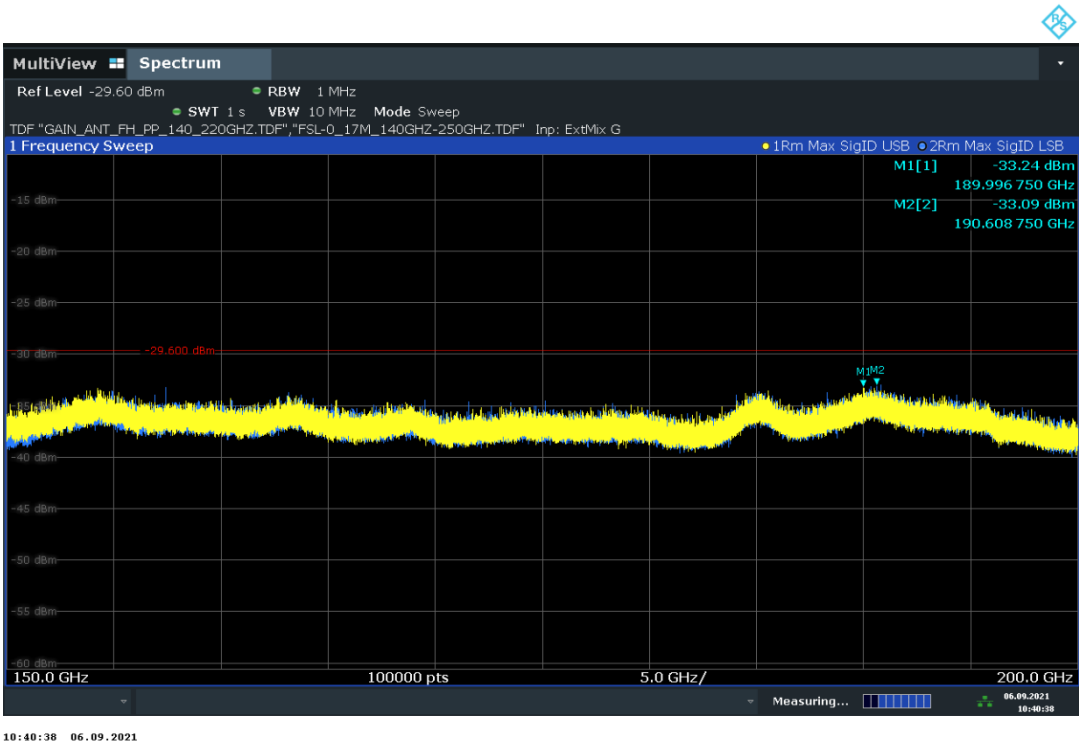 R&S
MultiView Spectrum
Ref Level -29.60 dBm RBW 1 MHz
SWT 1 s VBW 10 MHz Mode Sweep
TDF "GAIN_ANT_FH_PP_140_220GHZ.TDF","FSL-0_17M_140GHZ-250GHZ.TDF" Inp: ExtMix G
1 Frequency Sweep 1Rm Max SigID USB 2Rm Max SigID LSB
M1[1] -33.24 dBm
189.996 750 GHz
-15 dBm
M2[2] -33.09 dBm
190.608 750 GHz
-20 dBm
-25 dBm
-30 dBm -29.600 dBm
M1 M2
-35 dBm
-40 dBm
-45 dBm
-50 dBm
-55 dBm
-60 dBm
150.0 GHz 100000 pts 5.0 GHz/ 200.0 GHz
Measuring... 06.09.2021
10:40:38
10:40:38 06.09.2021